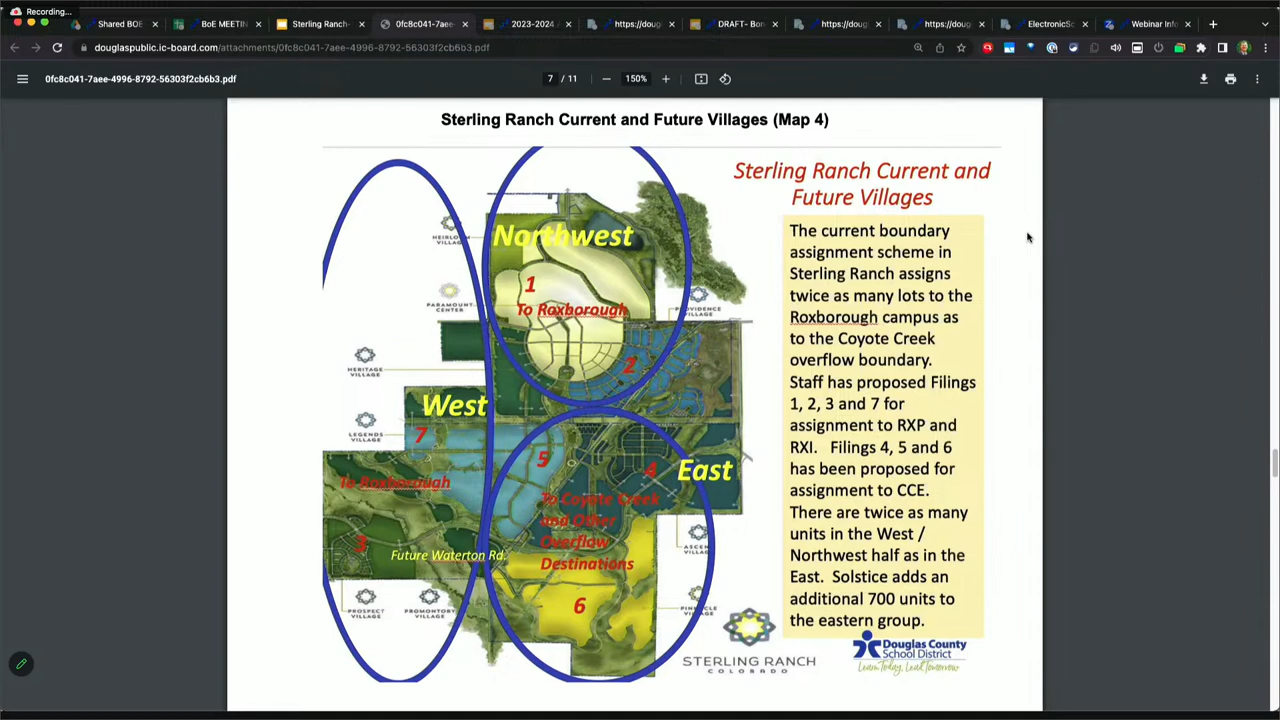 Recording...
Shared BOE
BoE MEETIN
Sterling Ranch-
0fc8c041-7ae
2023-2024
https://doug
DRAFT- Bo
https://doug
https://doug
ElectronicSc
Webinar Info
douglaspublic.ic-board.com/attachments/0fc8c041-7aee-4996-8792-56303f2cb6b3.pdf
0fc8c041-7aee-4996-8792-56303f2cb6b3.pdf
7 / 11
150%
Sterling Ranch Current and Future Villages (Map 4)
Sterling Ranch Current and
Future Villages
The current boundary
assignment scheme in
Sterling Ranch assigns
twice as many lots to the
Roxborough campus as
to the Coyote Creek
overflow boundary.
Staff has proposed Filings
1, 2, 3 and 7 for
assignment to RXP and
RXI. Filings 4, 5 and 6
has been proposed for
assignment to CCE.
There are twice as many
units in the West /
Northwest half as in the
East. Solstice adds an
additional 700 units to
the eastern group.
Northwest
1
To Roxborough
2
HEIRLOOM
VILLAGE
PARAMOUNT
CENTER
PROVIDENCE
VILLAGE
HERITAGE
VILLAGE
West
LEGENDS
VILLAGE
7
5
4
East
To Roxborough
To Coyote Creek
and Other
Overflow
Destinations
3
Future Waterton Rd.
ASCENT
VILLAGE
6
PROSPECT
VILLAGE
PROMONTORY
VILLAGE
PINNACLE
VILLAGE
STERLING RANCH
COLORADO
Douglas County
School District
Learn Today, Lead Tomorrow